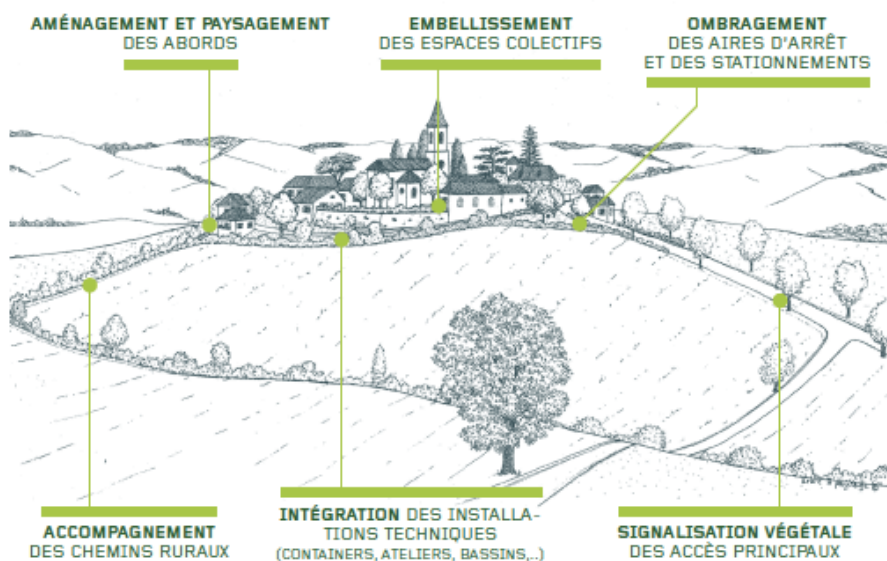 AMÉNAGEMENT ET PAYSAGEMENT
DES ABORDS
EMBELLISSEMENT
DES ESPACES COLECTIFS
OMBRAGEMENT
DES AIRES D'ARRÊT
ET DES STATIONNEMENTS
ACCOMPAGNEMENT
DES CHEMINS RURAUX
INTÉGRATION DES INSTALLA-
TIONS TECHNIQUES
(CONTAINERS, ATELIERS, BASSINS,..)
SIGNALISATION VÉGÉTALE
DES ACCÈS PRINCIPAUX